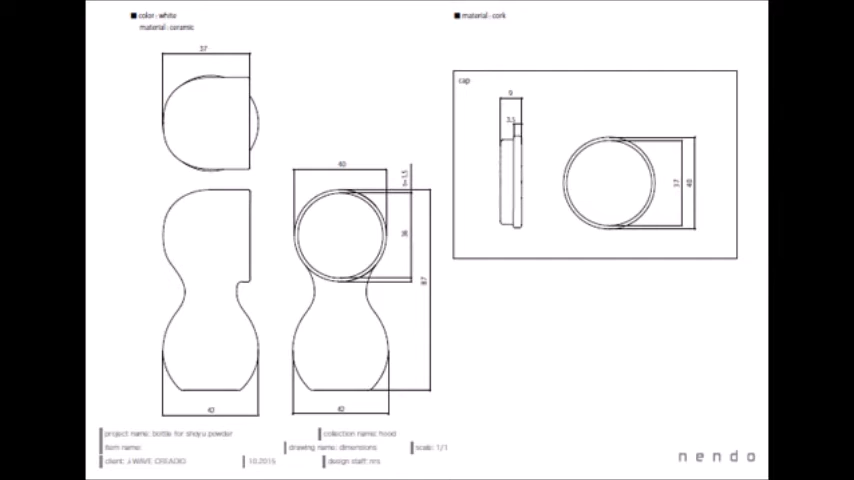 ■ color : white
material : ceramic
■ material : cork
37
cap
9
3,5
37
40
40
t=1,5
36
87
42
42
project name: bottle for shoyu powder
collection name: hood
item name:
drawing name: dimensions
scale: 1/1
client: J-WAVE CREADIO
10.2015
design staff: rns
nendo